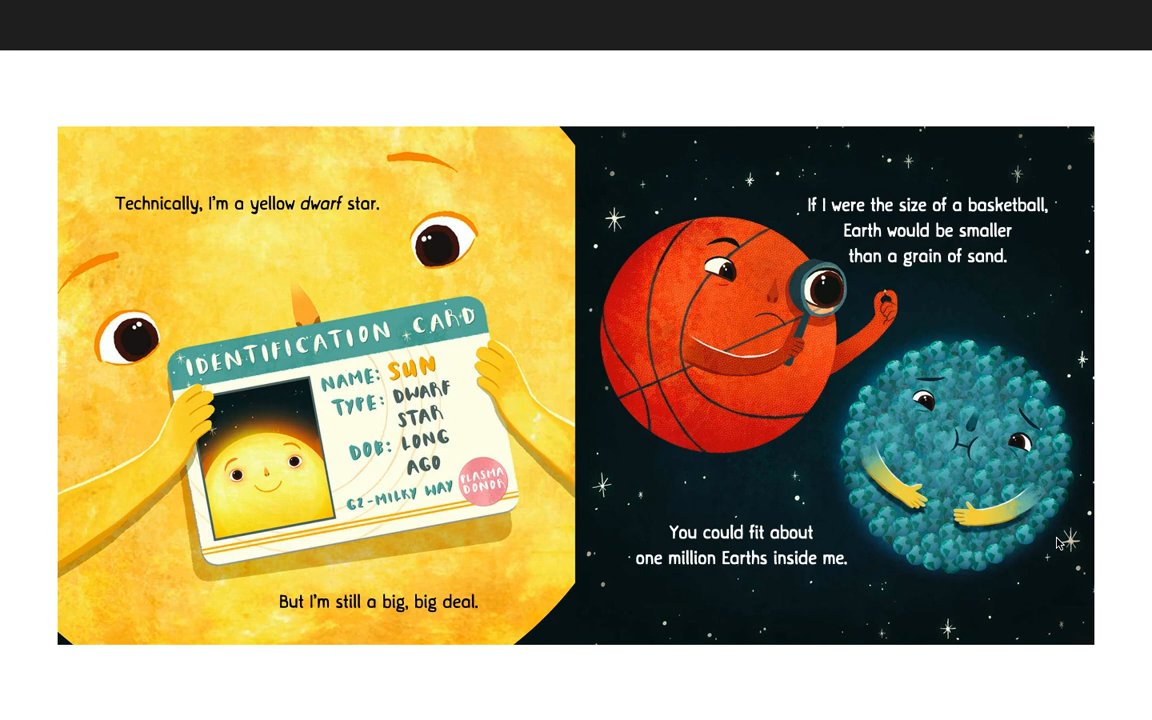 Technically, I'm a yellow dwarf star.
IDENTIFICATION CARD
NAME: SUN
TYPE: DWARF
STAR
DOB: LONG
AGO
G2-MILKY WAY
PLASMA
DONOR
But I'm still a big, big deal.
If I were the size of a basketball,
Earth would be smaller
than a grain of sand.
You could fit about
one million Earths inside me.